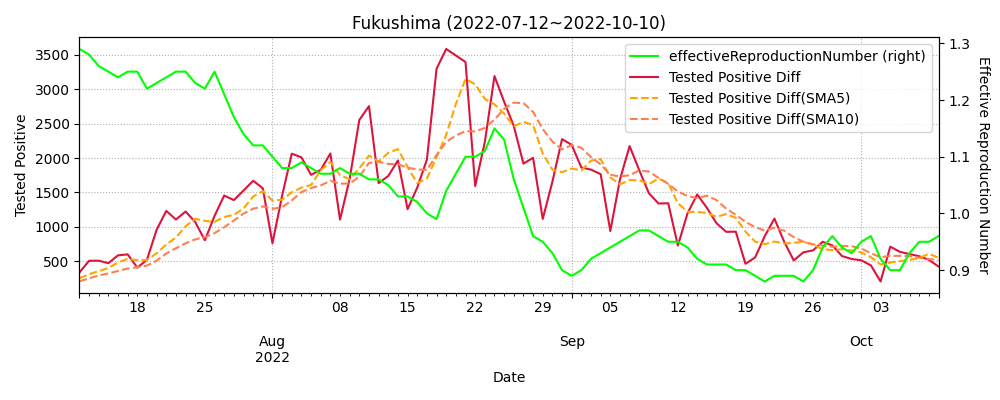 Fukushima (2022-07-12~2022-10-10)
effectiveReproductionNumber (right)
Tested Positive Diff
Tested Positive Diff(SMA5)
Tested Positive Diff(SMA10)
Tested Positive
3500
3000
2500
2000
1500
1000
500
1.3
1.2
1.1
1.0
0.9
Effective Reproduction Number
18 25 08 15 22 29 05 12 19 26 03
Aug Sep Oct
2022
Date